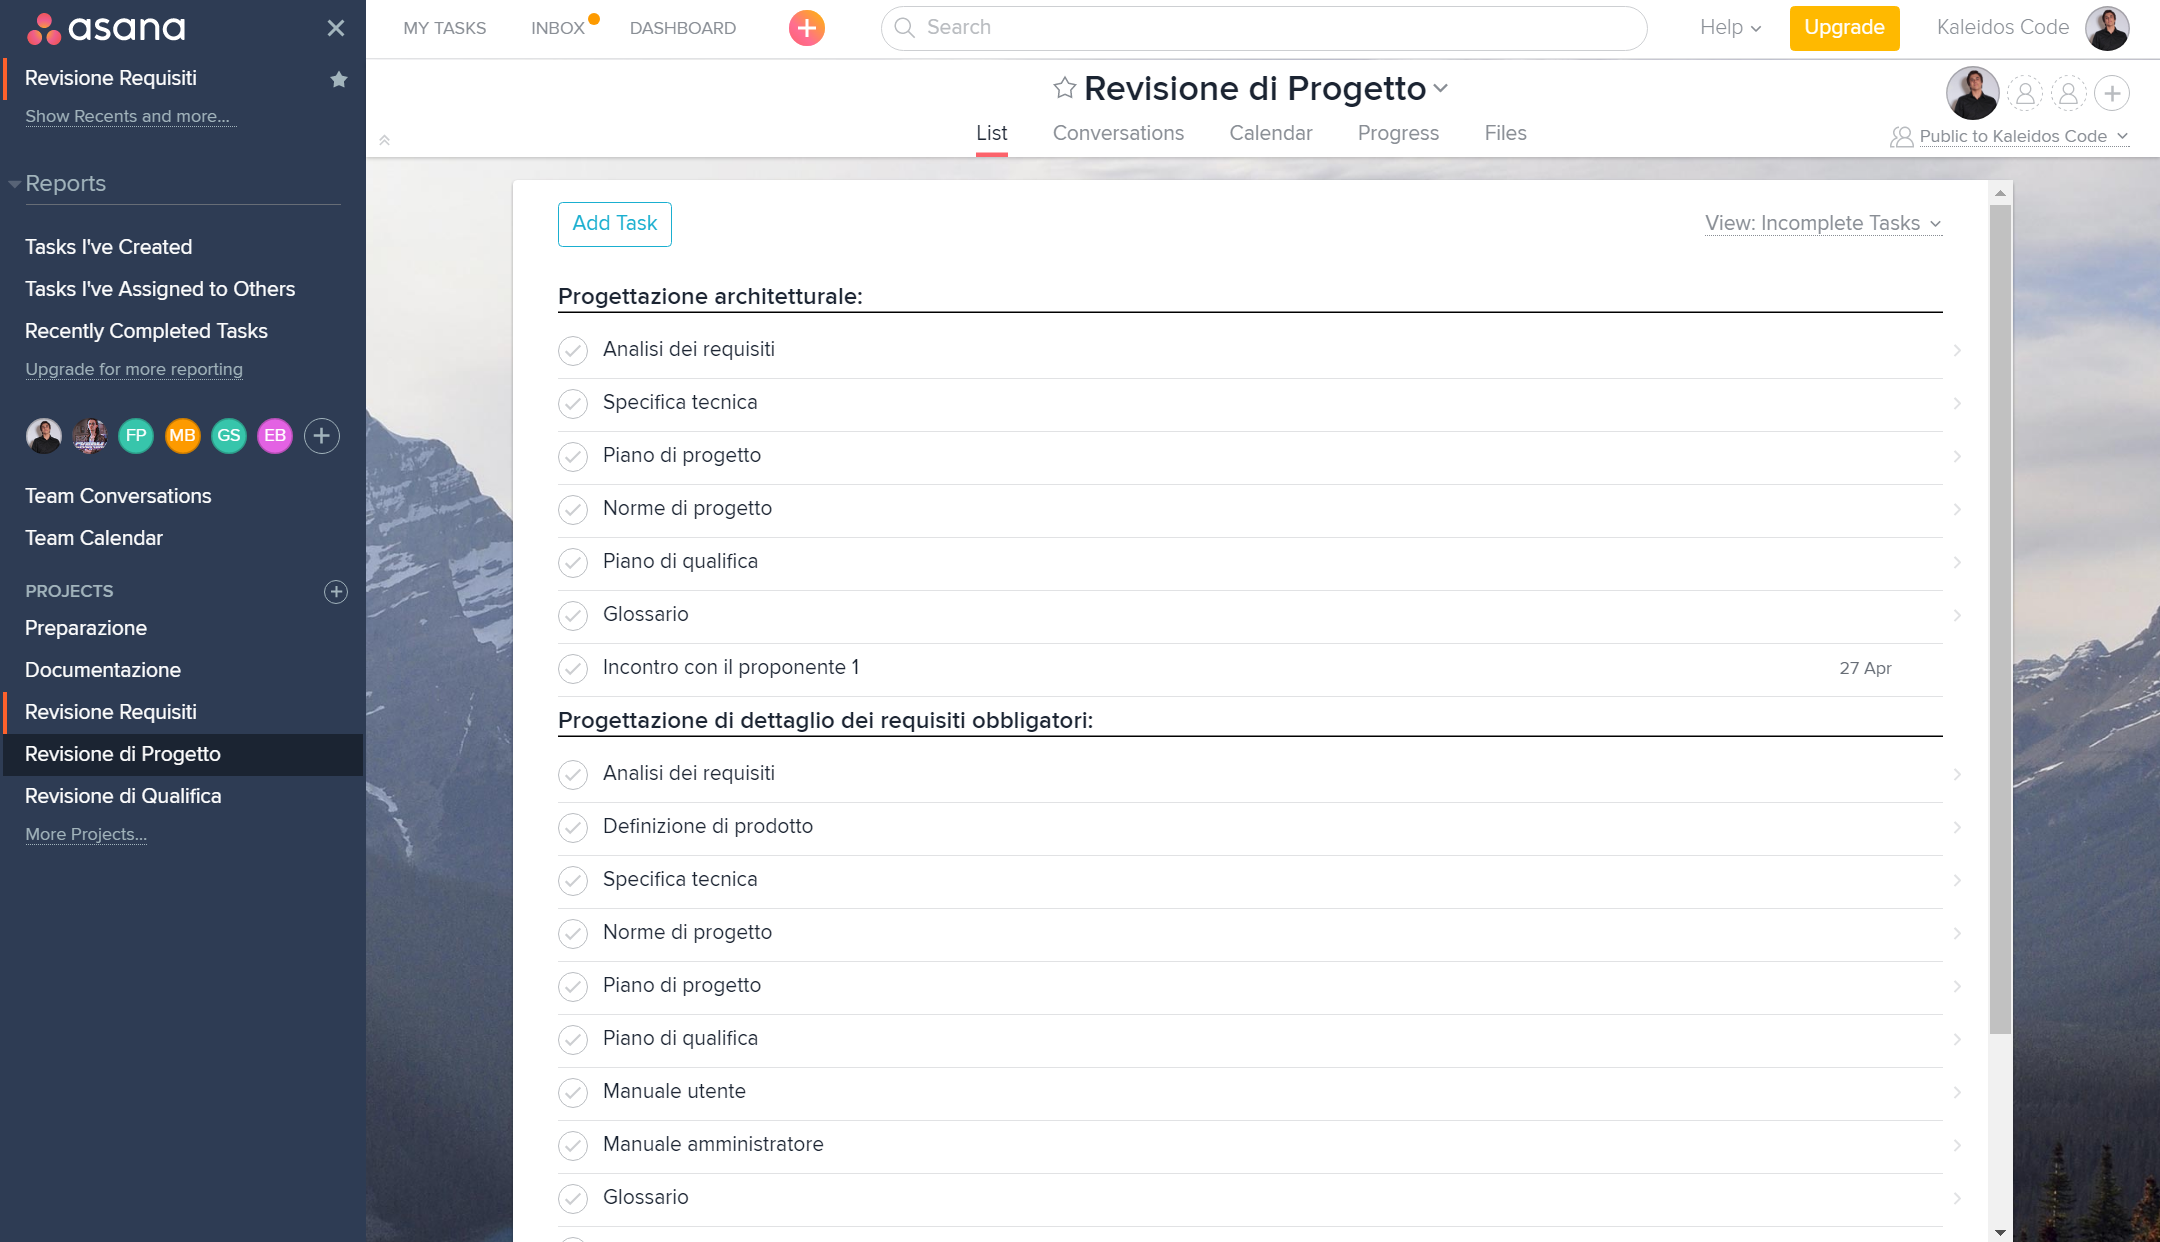 asana
Revisione Requisiti
Show Recents and more...
Reports
Tasks I've Created
Tasks I've Assigned to Others
Recently Completed Tasks
Upgrade for more reporting
FP MB GS EB
Team Conversations
Team Calendar
PROJECTS
Preparazione
Documentazione
Revisione Requisiti
Revisione di Progetto
Revisione di Qualifica
More Projects...
MY TASKS INBOX DASHBOARD Search Help Upgrade Kaleidos Code
Revisione di Progetto
List Conversations Calendar Progress Files
Public to Kaleidos Code
Add Task View: Incomplete Tasks
Progettazione architetturale:
Analisi dei requisiti
Specifica tecnica
Piano di progetto
Norme di progetto
Piano di qualifica
Glossario
Incontro con il proponente 1 27 Apr
Progettazione di dettaglio dei requisiti obbligatori:
Analisi dei requisiti
Definizione di prodotto
Specifica tecnica
Norme di progetto
Piano di progetto
Piano di qualifica
Manuale utente
Manuale amministratore
Glossario